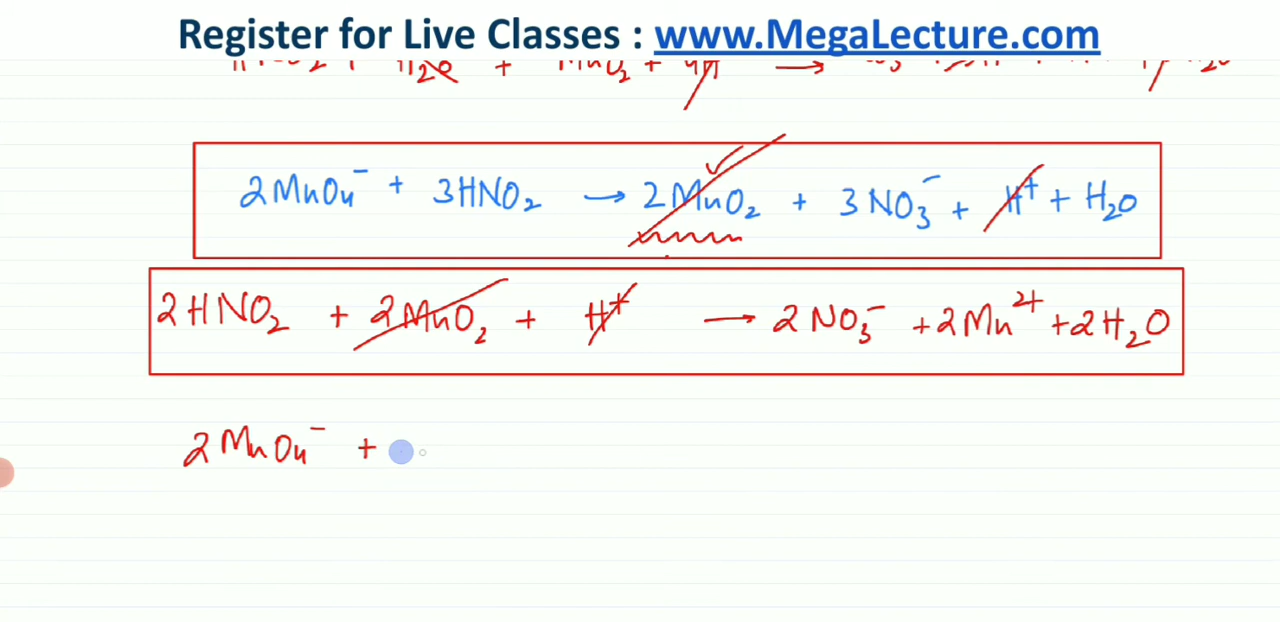 Register for Live Classes : www.MegaLecture.com
2MnO₄⁻ + 3HNO₂ → 2MnO₂ + 3NO₃⁻ + H⁺ + H₂O
2HNO₂ + 2MnO₂ + H⁺ → 2NO₃⁻ + 2Mn²⁺ + 2H₂O
2MnO₄⁻ +